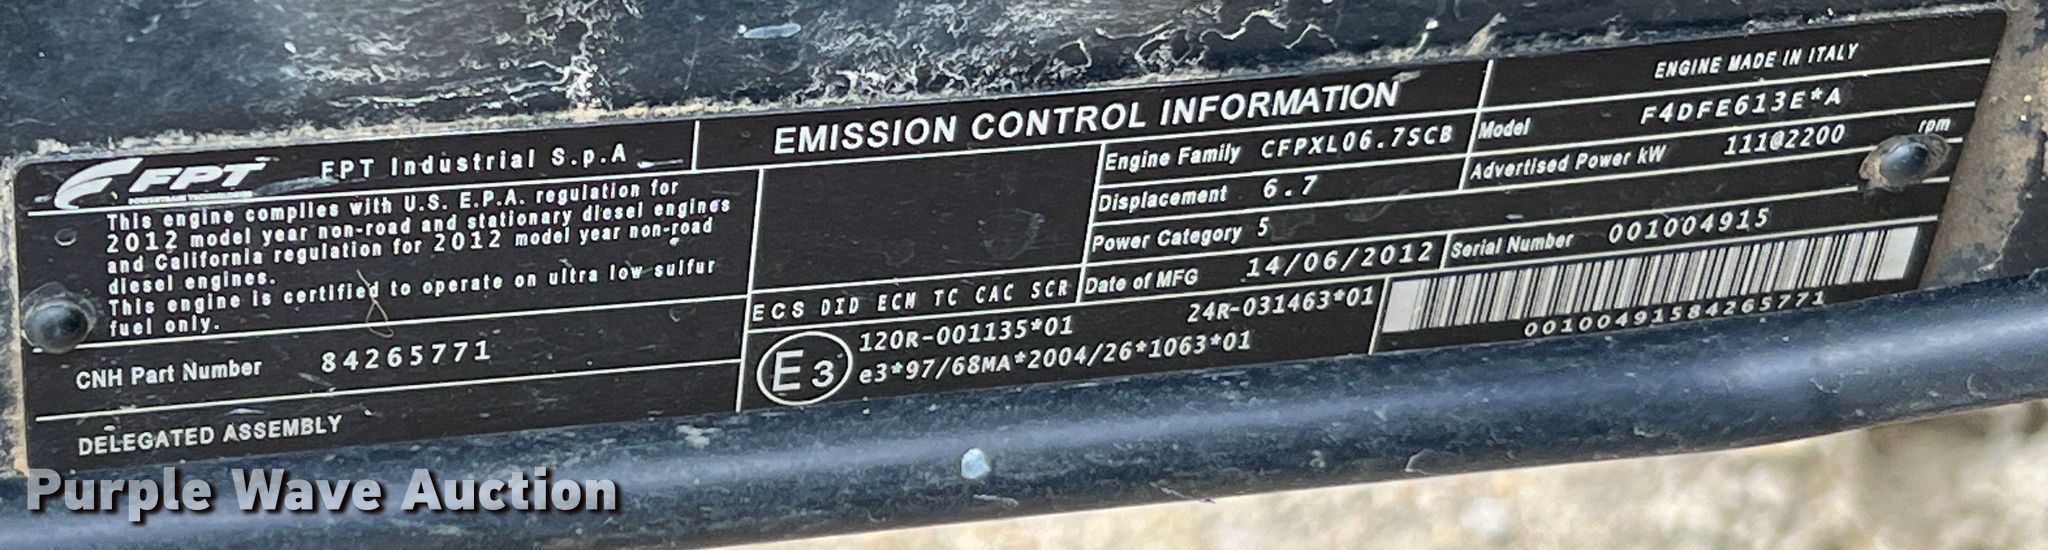 FPT
FPT Industrial S.p.A
EMISSION CONTROL INFORMATION
ENGINE MADE IN ITALY
This engine complies with U.S. E.P.A. regulation for
2012 model year non-road and stationary diesel engines
and California regulation for 2012 model year non-road
diesel engines.
This engine is certified to operate on ultra low sulfur
fuel only.
CNH Part Number 84265771
DELEGATED ASSEMBLY
Engine Family CFPXL06.7SCB
Model F4DFE613E*A
Displacement 6.7
Advertised Power kW 111@2200 rpm
Power Category 5
Date of MFG 14/06/2012
Serial Number 001004915
ECS DID ECM TC CAC SCR
E3
120R-001135*01 24R-031463*01
e3*97/68MA*2004/26*1063*01
00100491584265771
Purple Wave Auction